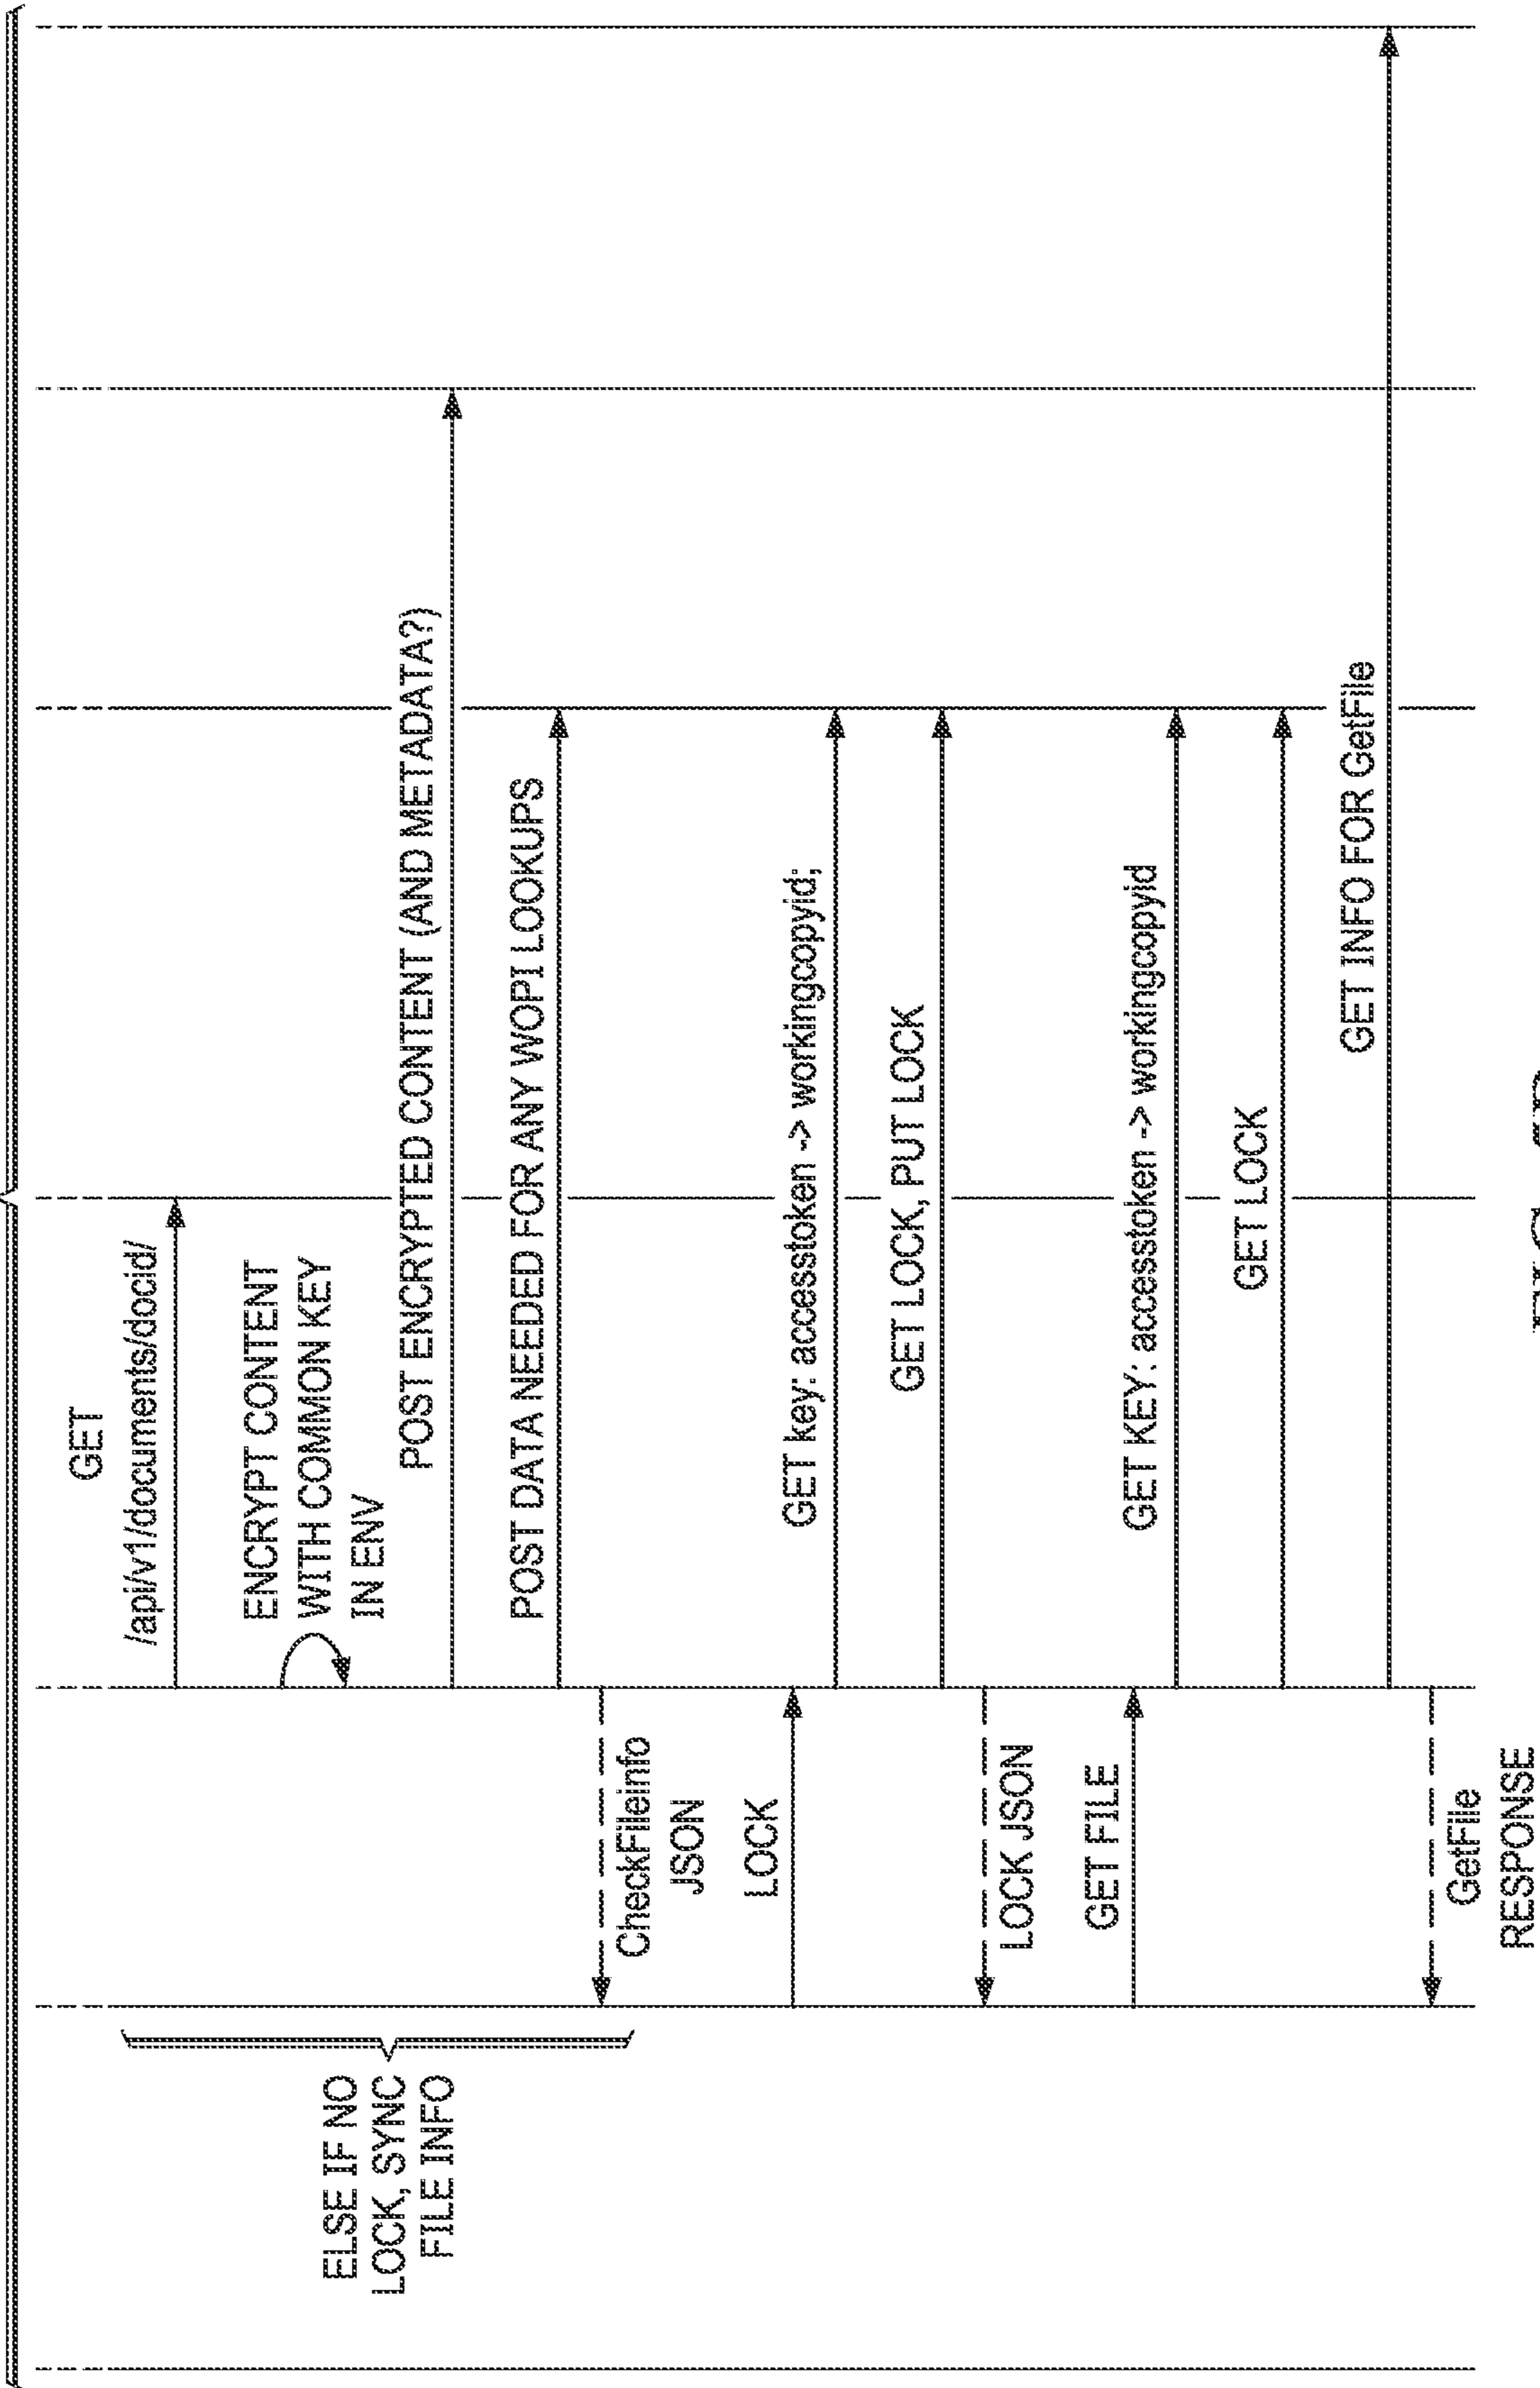 GET
/api/v1/documents/docid/
ENCRYPT CONTENT
WITH COMMON KEY
IN ENV
POST ENCRYPTED CONTENT (AND METADATA?)
POST DATA NEEDED FOR ANY WOPI LOOKUPS
ELSE IF NO
LOCK, SYNC
FILE INFO
CheckFileinfo
JSON
LOCK
GET key: accesstoken -> workingcopyid;
GET LOCK, PUT LOCK
LOCK JSON
GET FILE
GET KEY: accesstoken -> workingcopyid
GET LOCK
GET INFO FOR GetFile
GetFile
RESPONSE